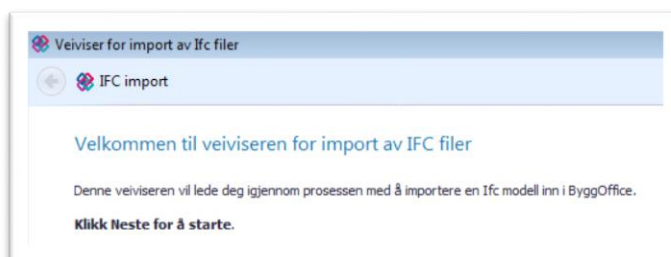 Veiviser for import av Ifc filer
IFC import
Velkommen til veiviseren for import av IFC filer
Denne veiviseren vil lede deg igjennom prosessen med å importere en Ifc modell inn i ByggOffice.
Klikk Neste for å starte.